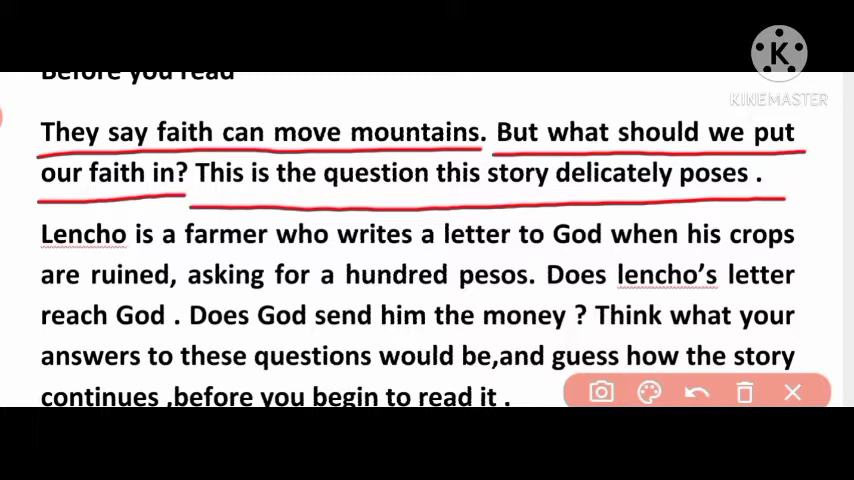 K
KINEMASTER
Before you read
They say faith can move mountains. But what should we put
our faith in? This is the question this story delicately poses .
Lencho is a farmer who writes a letter to God when his crops
are ruined, asking for a hundred pesos. Does lencho's letter
reach God . Does God send him the money ? Think what your
answers to these questions would be,and guess how the story
continues ,before you begin to read it .